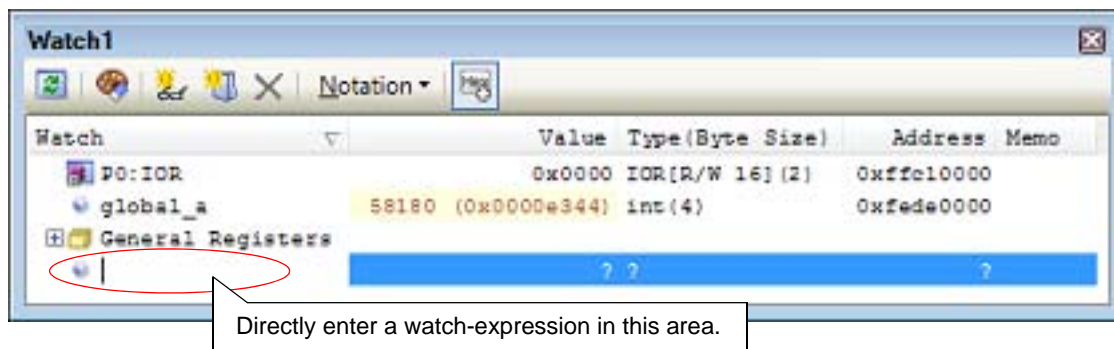 Watch1
Notation
Hex
Watch Value Type(Byte Size) Address Memo
P0:IOR 0x0000 IOR[R/W 16](2) 0xffc10000
global_a 58180 (0x0000e344) int(4) 0xfede0000
General Registers
? ? ?
Directly enter a watch-expression in this area.